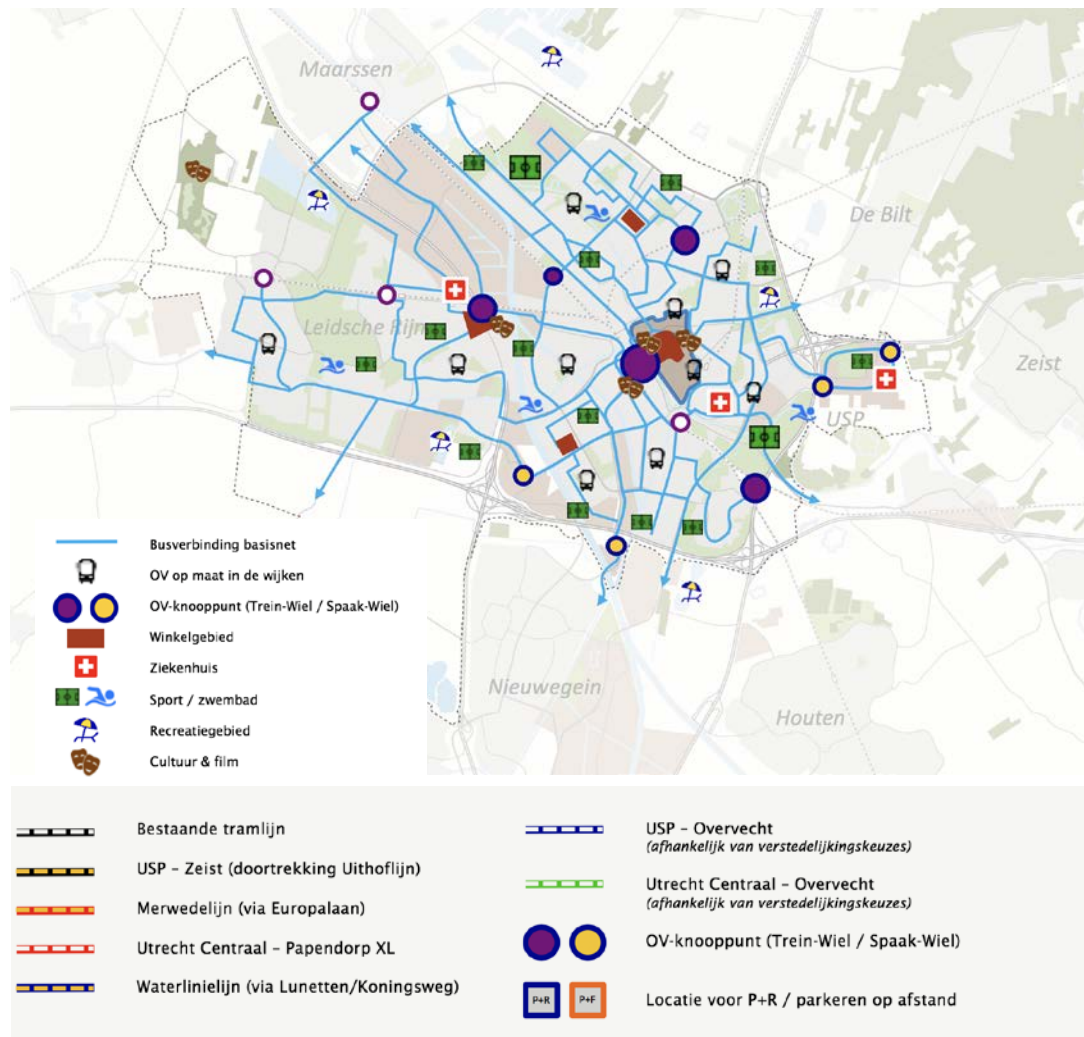 Maarssen
De Bilt
Leidsche Rijn
Zeist
USP
Nieuwegein
Houten
Busverbinding basisnet
OV op maat in de wijken
OV-knooppunt (Trein-Wiel / Spaak-Wiel)
Winkelgebied
Ziekenhuis
Sport / zwembad
Recreatiegebied
Cultuur & film
Bestaande tramlijn
USP – Zeist (doortrekking Uithoflijn)
Merwedelijn (via Europalaan)
Utrecht Centraal – Papendorp XL
Waterlinielijn (via Lunetten/Koningsweg)
USP – Overvecht
(afhankelijk van verstedelijkingskeuzes)
Utrecht Centraal – Overvecht
(afhankelijk van verstedelijkingskeuzes)
OV-knooppunt (Trein-Wiel / Spaak-Wiel)
P+R P+F Locatie voor P+R / parkeren op afstand